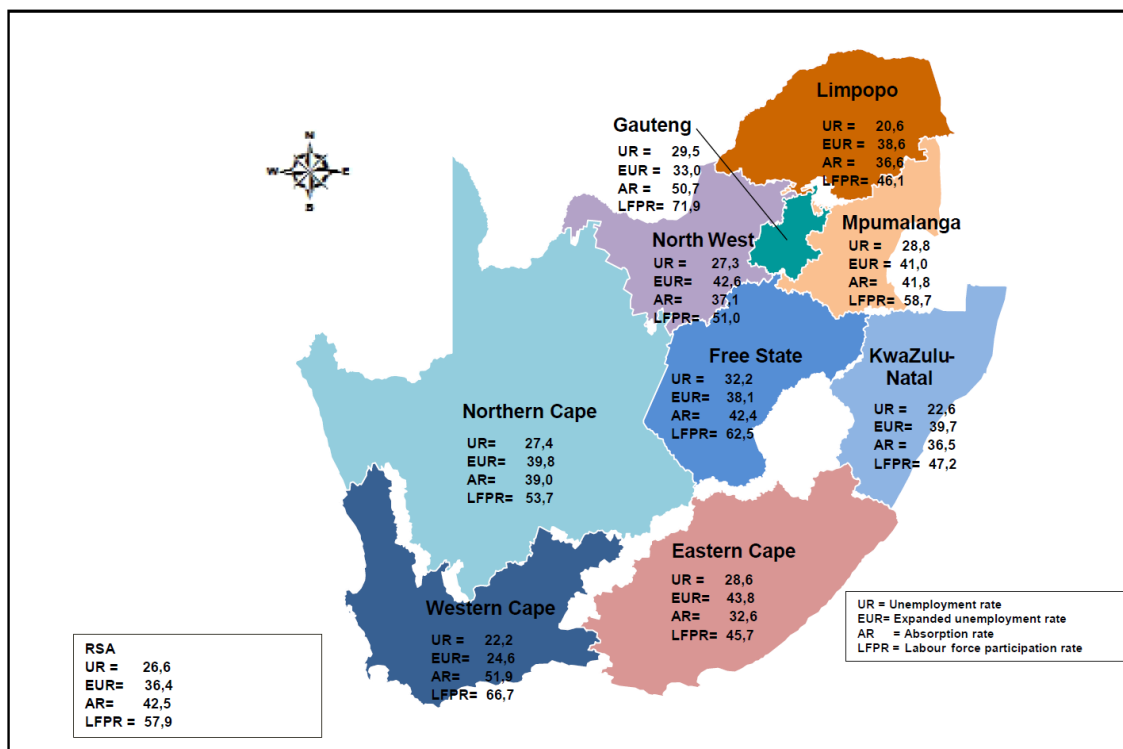 Limpopo
UR = 20,6
EUR = 38,6
AR = 36,6
LFPR= 46,1
Gauteng
UR = 29,5
EUR = 33,0
AR = 50,7
LFPR= 71,9
N
W E
S
North West
UR = 27,3
EUR= 42,6
AR= 37,1
LFPR= 51,0
Mpumalanga
UR = 28,8
EUR= 41,0
AR= 41,8
LFPR= 58,7
Free State
UR = 32,2
EUR= 38,1
AR= 42,4
LFPR= 62,5
KwaZulu-
Natal
UR = 22,6
EUR= 39,7
AR = 36,5
LFPR= 47,2
Northern Cape
UR= 27,4
EUR= 39,8
AR= 39,0
LFPR= 53,7
Eastern Cape
UR = 28,6
EUR= 43,8
AR= 32,6
LFPR= 45,7
Western Cape
UR = 22,2
EUR= 24,6
AR= 51,9
LFPR= 66,7
UR = Unemployment rate
EUR= Expanded unemployment rate
AR = Absorption rate
LFPR = Labour force participation rate
RSA
UR = 26,6
EUR= 36,4
AR= 42,5
LFPR = 57,9